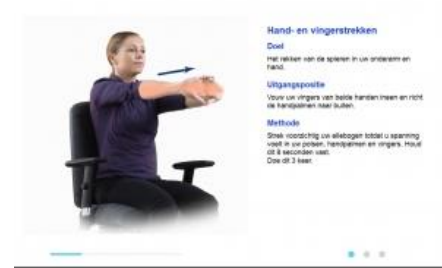 Hand- en vingerstrekken
Doel
Het rekken van de spieren in uw onderarm en
hand.
Uitgangspositie
Vouw uw vingers van beide handen ineen en richt
de handpalmen naar buiten.
Methode
Strek voorzichtig uw ellebogen totdat u spanning
voelt in uw polsen, handpalmen en vingers. Houd
dit 8 seconden vast.
Doe dit 3 keer.